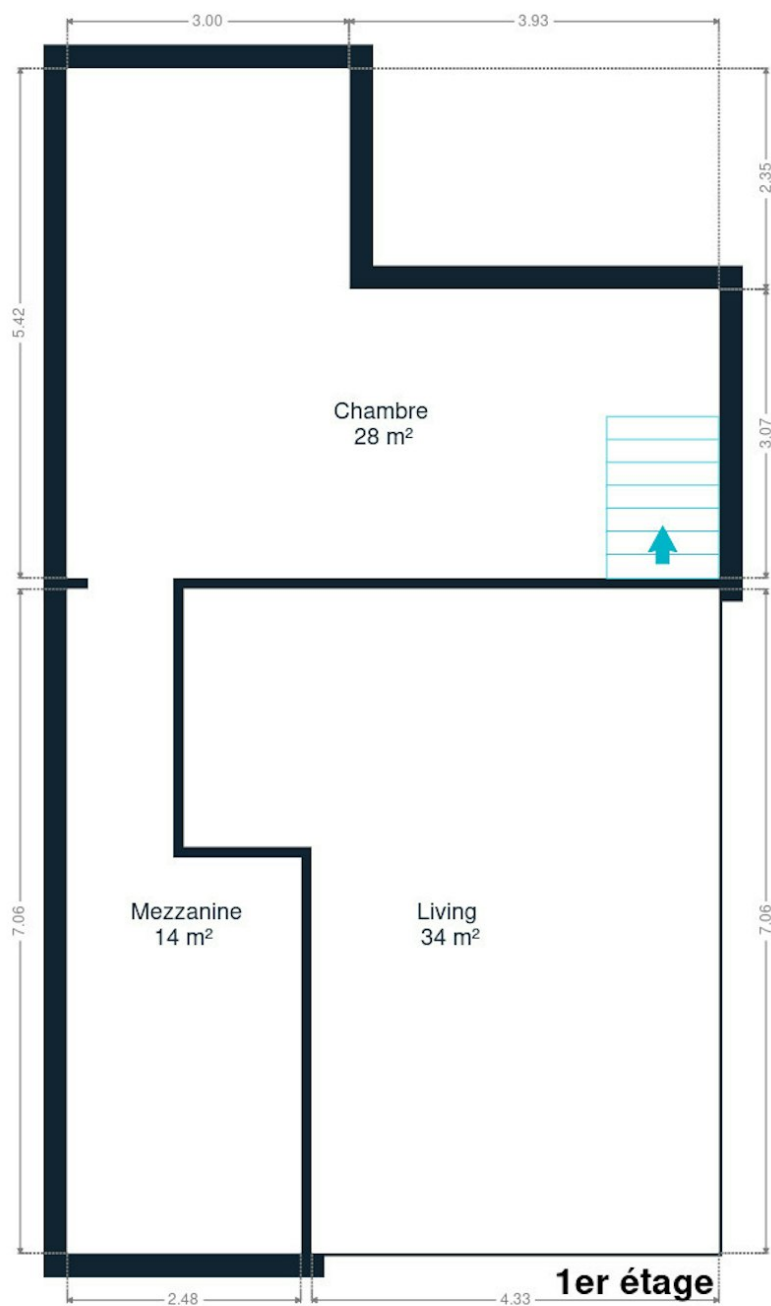 3.00
3.93
2.35
5.42
3.07
Chambre
28 m²
7.06
7.06
Mezzanine
14 m²
Living
34 m²
2.48
4.33
1er étage